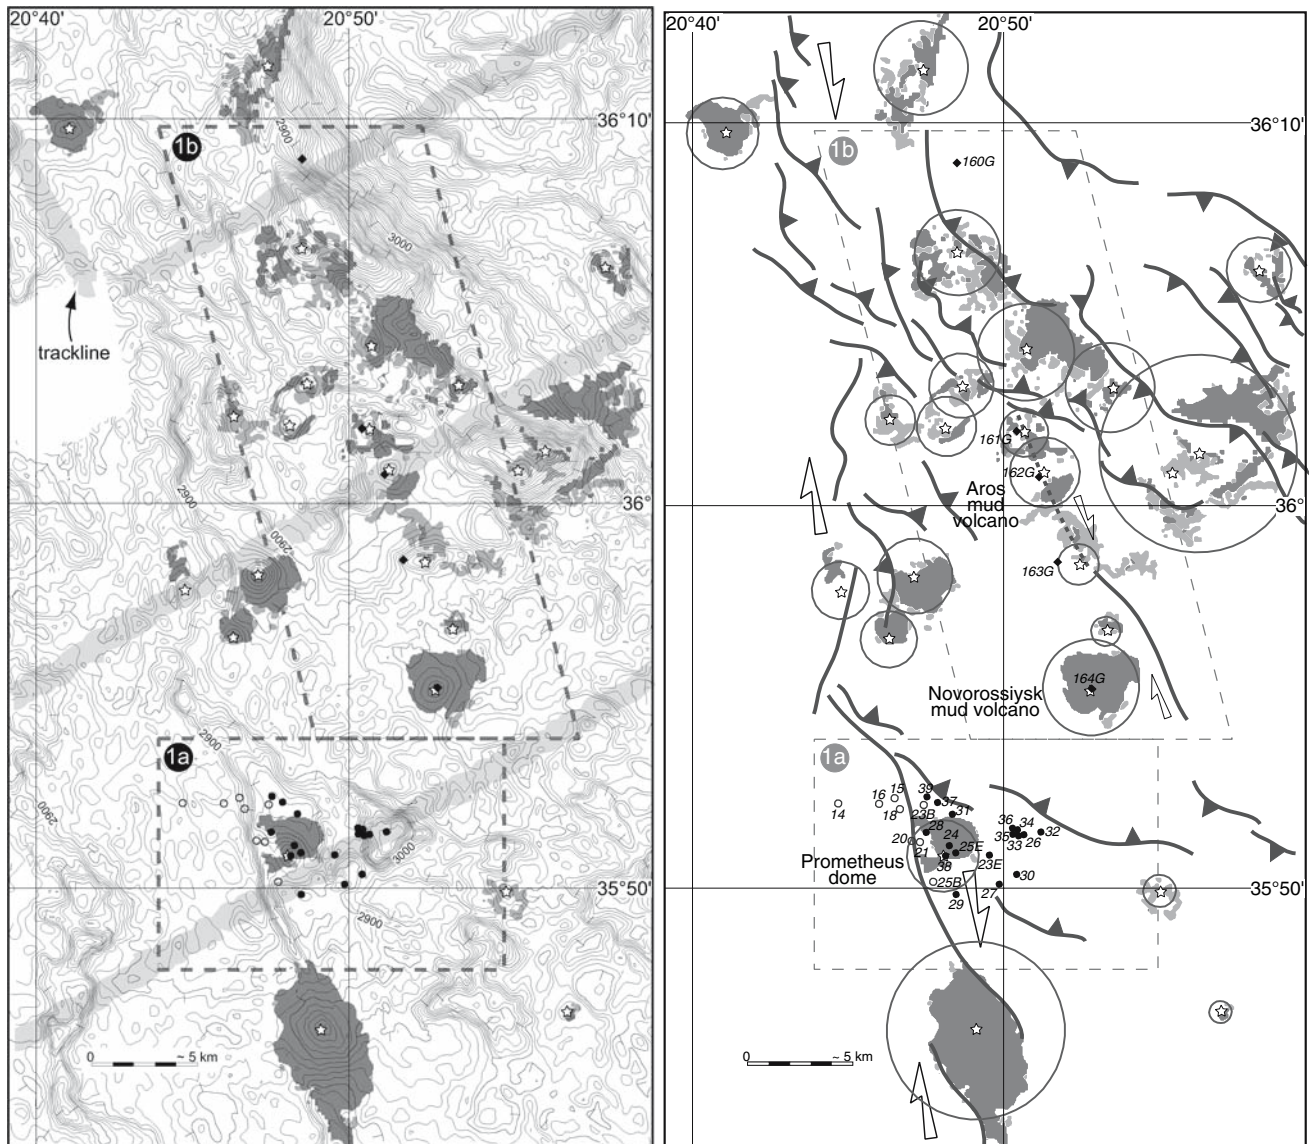 20°40'
20°50'
36°10'
1b
2900
3000
trackline
2900
36°
2900
2900
1a
2900
3000
35°50'
2900
0
~ 5 km
20°40'
20°50'
36°10'
1b
160G
161G
162G
Aros
mud
volcano
36°
163G
164G
Novorossiysk
mud volcano
1a
14
16
15
18
39
37
23B
31
28
20
24
21
25E
38
36
34
35
33
26
32
23E
Prometheus
dome
25B
30
27
29
35°50'
0
~ 5 km